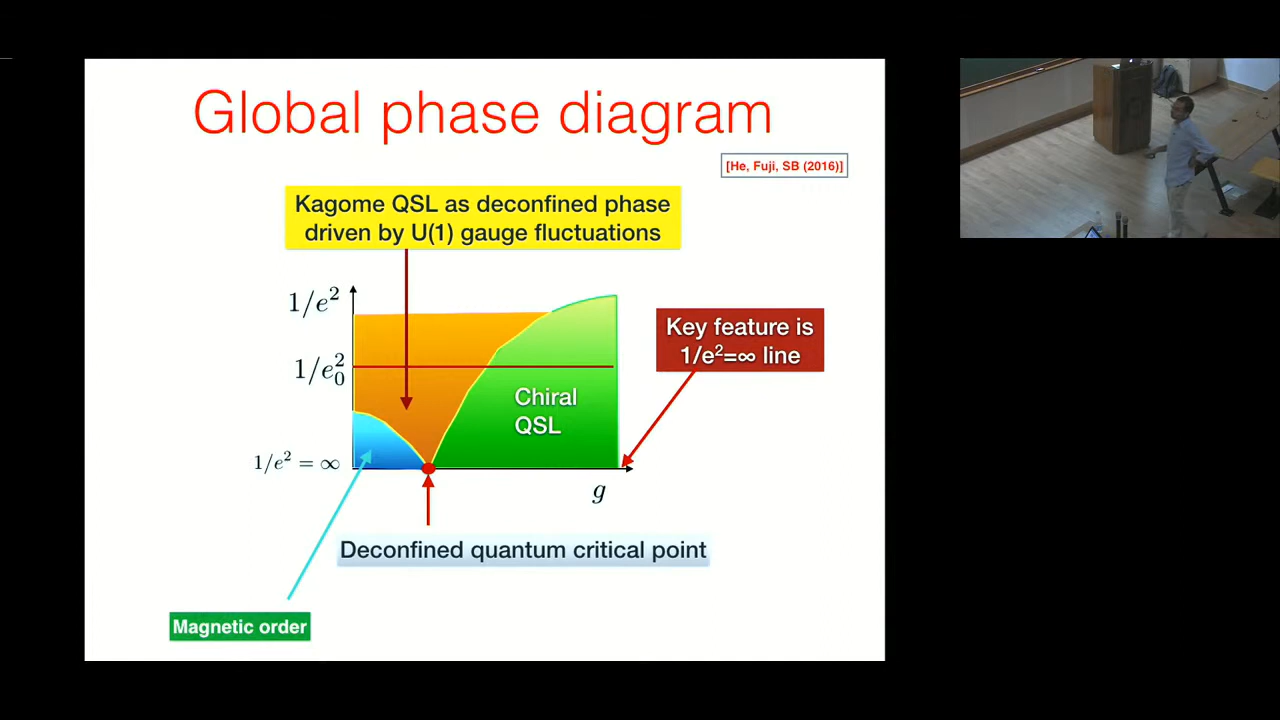 Global phase diagram
[He, Fuji, SB (2016)]
Kagome QSL as deconfined phase
driven by U(1) gauge fluctuations
1/e²
1/e₀²
1/e² = ∞
Key feature is
1/e²=∞ line
Chiral
QSL
g
Deconfined quantum critical point
Magnetic order